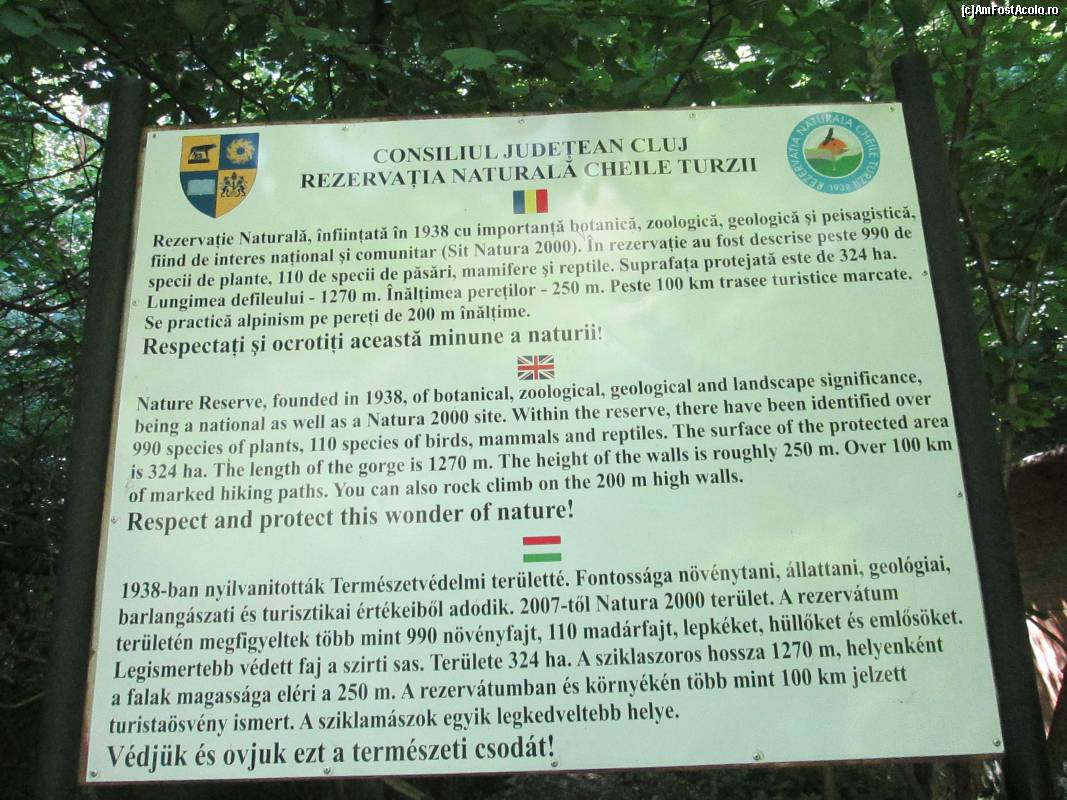 (c)AmFostAcolo.ro
CONSILIUL JUDEȚEAN CLUJ
REZERVAȚIA NATURALĂ CHEILE TURZII
REZERVAȚIA NATURALA CHEILE TURZII
1938
Rezervație Naturală, înființată în 1938 cu importanță botanică, zoologică, geologică și peisagistică,
fiind de interes național și comunitar (Sit Natura 2000). În rezervație au fost descrise peste 990 de
specii de plante, 110 de specii de păsări, mamifere și reptile. Suprafața protejată este de 324 ha.
Lungimea defileului - 1270 m. Înălțimea pereților - 250 m. Peste 100 km trasee turistice marcate.
Se practică alpinism pe pereți de 200 m înălțime.
Respectați și ocrotiți această minune a naturii!
Nature Reserve, founded in 1938, of botanical, zoological, geological and landscape significance,
being a national as well as a Natura 2000 site. Within the reserve, there have been identified over
990 species of plants, 110 species of birds, mammals and reptiles. The surface of the protected area
is 324 ha. The length of the gorge is 1270 m. The height of the walls is roughly 250 m. Over 100 km
of marked hiking paths. You can also rock climb on the 200 m high walls.
Respect and protect this wonder of nature!
1938-ban nyilvanitották Természetvédelmi területté. Fontossága növénytani, állattani, geológiai,
barlangászati és turisztikai értékeiből adodik. 2007-től Natura 2000 terület. A rezervátum
területén megfigyeltek több mint 990 növényfajt, 110 madárfajt, lepkéket, hüllőket és emlősöket.
Legismertebb védett faj a szirti sas. Területe 324 ha. A sziklaszoros hossza 1270 m, helyenként
a falak magassága eléri a 250 m. A rezervátumban és környékén több mint 100 km jelzett
turistaösvény ismert. A sziklamászok egyik legkedveltebb helye.
Védjük és ovjuk ezt a természeti csodát!